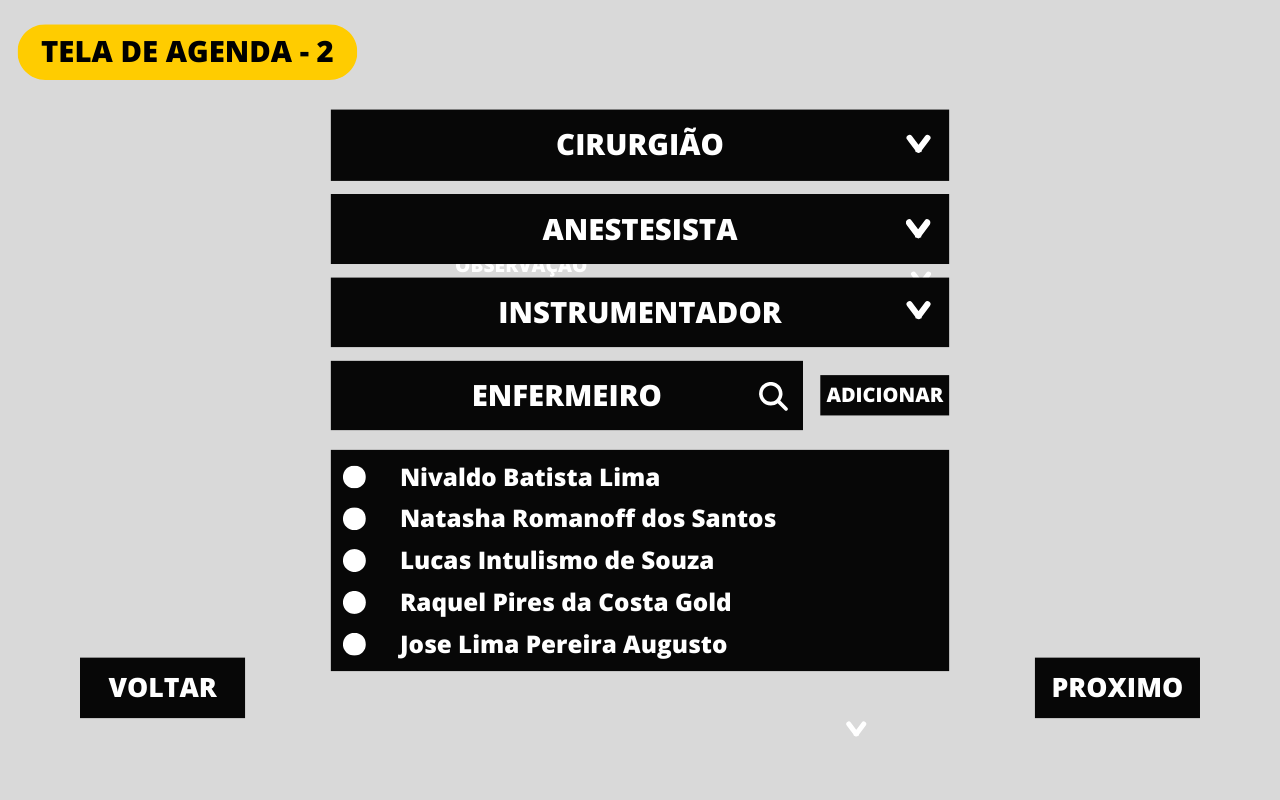 TELA DE AGENDA - 2
CIRURGIÃO
ANESTESISTA
OBSERVAÇÃO
INSTRUMENTADOR
ENFERMEIRO
ADICIONAR
Nivaldo Batista Lima
Natasha Romanoff dos Santos
Lucas Intulismo de Souza
Raquel Pires da Costa Gold
Jose Lima Pereira Augusto
VOLTAR
PROXIMO